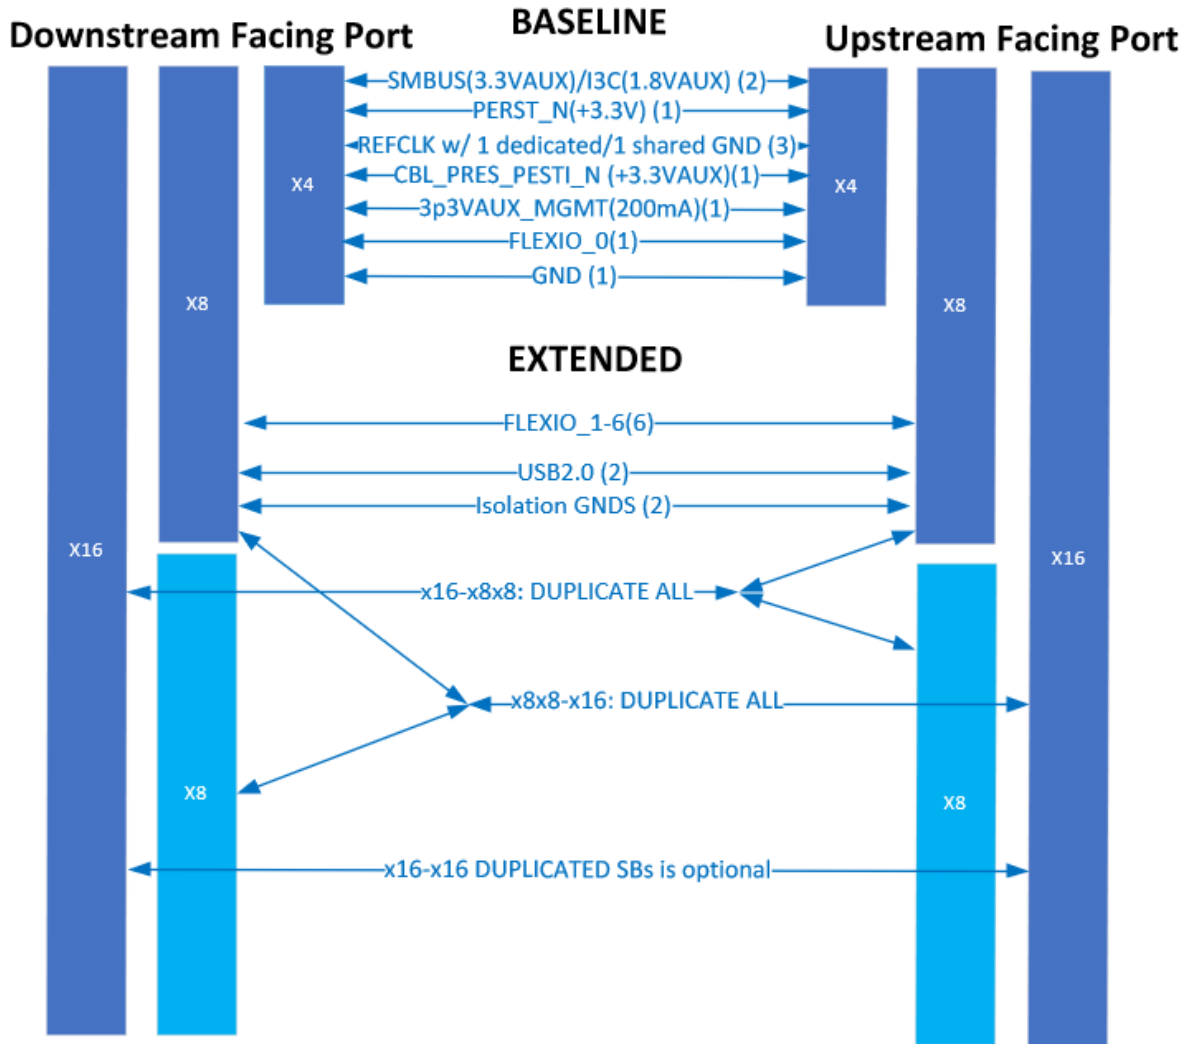 BASELINE
Downstream Facing Port
Upstream Facing Port
SMBUS(3.3VAUX)/I3C(1.8VAUX) (2)
PERST_N(+3.3V) (1)
REFCLK w/ 1 dedicated/1 shared GND (3)
CBL_PRES_PESTI_N (+3.3VAUX)(1)
X4
X4
3p3VAUX_MGMT(200mA)(1)
FLEXIO_0(1)
GND (1)
X8
X8
EXTENDED
FLEXIO_1-6(6)
USB2.0 (2)
Isolation GNDS (2)
X16
X16
x16-x8x8: DUPLICATE ALL
x8x8-x16: DUPLICATE ALL
X8
X8
x16-x16 DUPLICATED SBs is optional